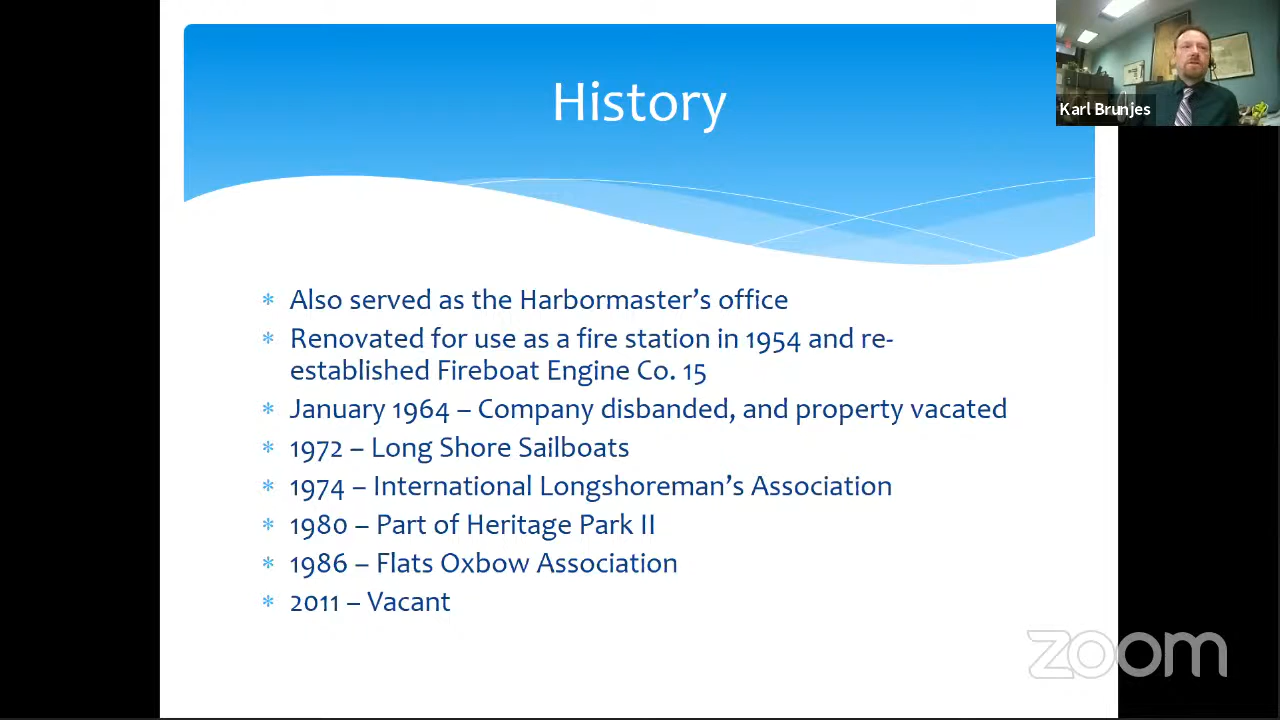 History
Karl Brunjes
* Also served as the Harbormaster’s office
* Renovated for use as a fire station in 1954 and re-
established Fireboat Engine Co. 15
* January 1964 – Company disbanded, and property vacated
* 1972 – Long Shore Sailboats
* 1974 – International Longshoreman’s Association
* 1980 – Part of Heritage Park II
* 1986 – Flats Oxbow Association
* 2011 – Vacant
zoom